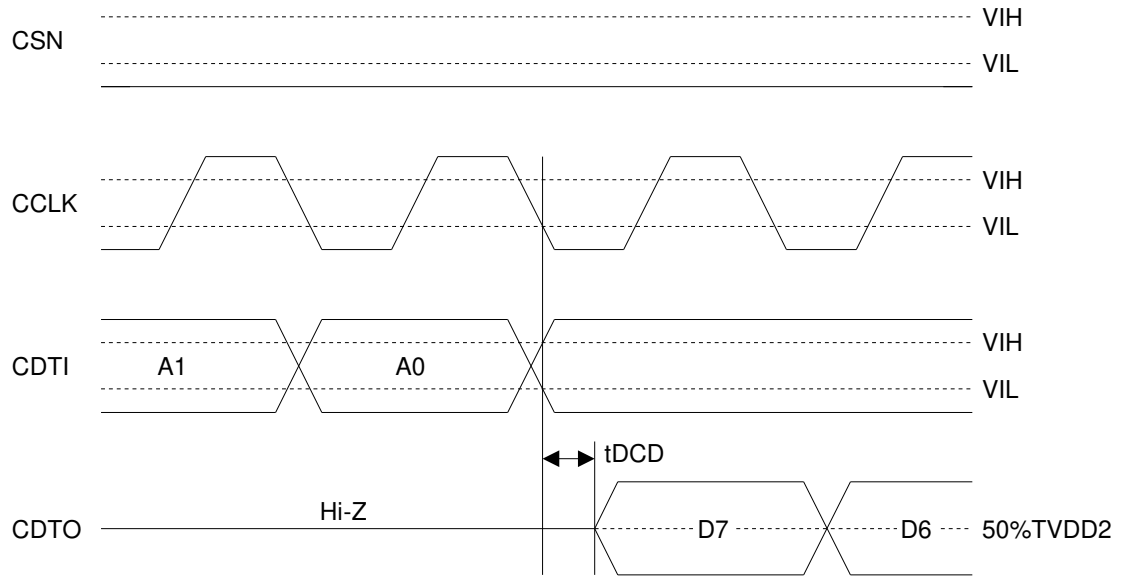 CSN VIH
VIL
CCLK VIH
VIL
CDTI A1 A0 VIH
VIL
tDCD
CDTO Hi-Z D7 D6 50%TVDD2